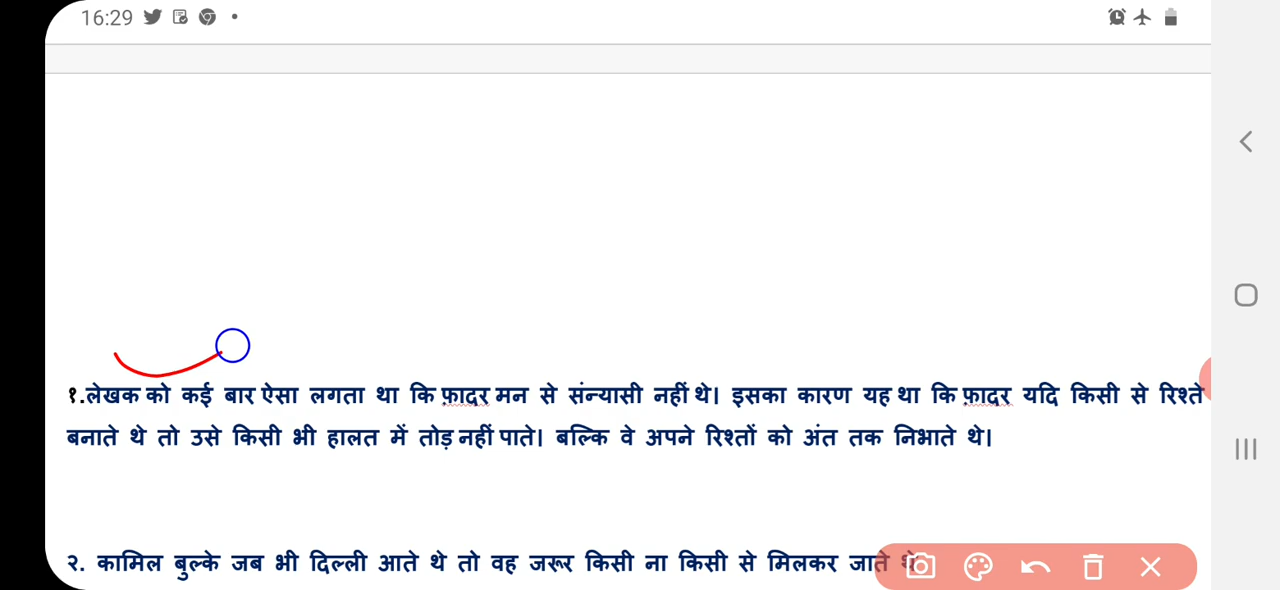 16:29
१.लेखक को कई बार ऐसा लगता था कि फ़ादर मन से संन्यासी नहीं थे। इसका कारण यह था कि फ़ादर यदि किसी से रिश्ते
बनाते थे तो उसे किसी भी हालत में तोड़ नहीं पाते। बल्कि वे अपने रिश्तों को अंत तक निभाते थे।
२. कामिल बुल्के जब भी दिल्ली आते थे तो वह जरूर किसी ना किसी से मिलकर जाते थे